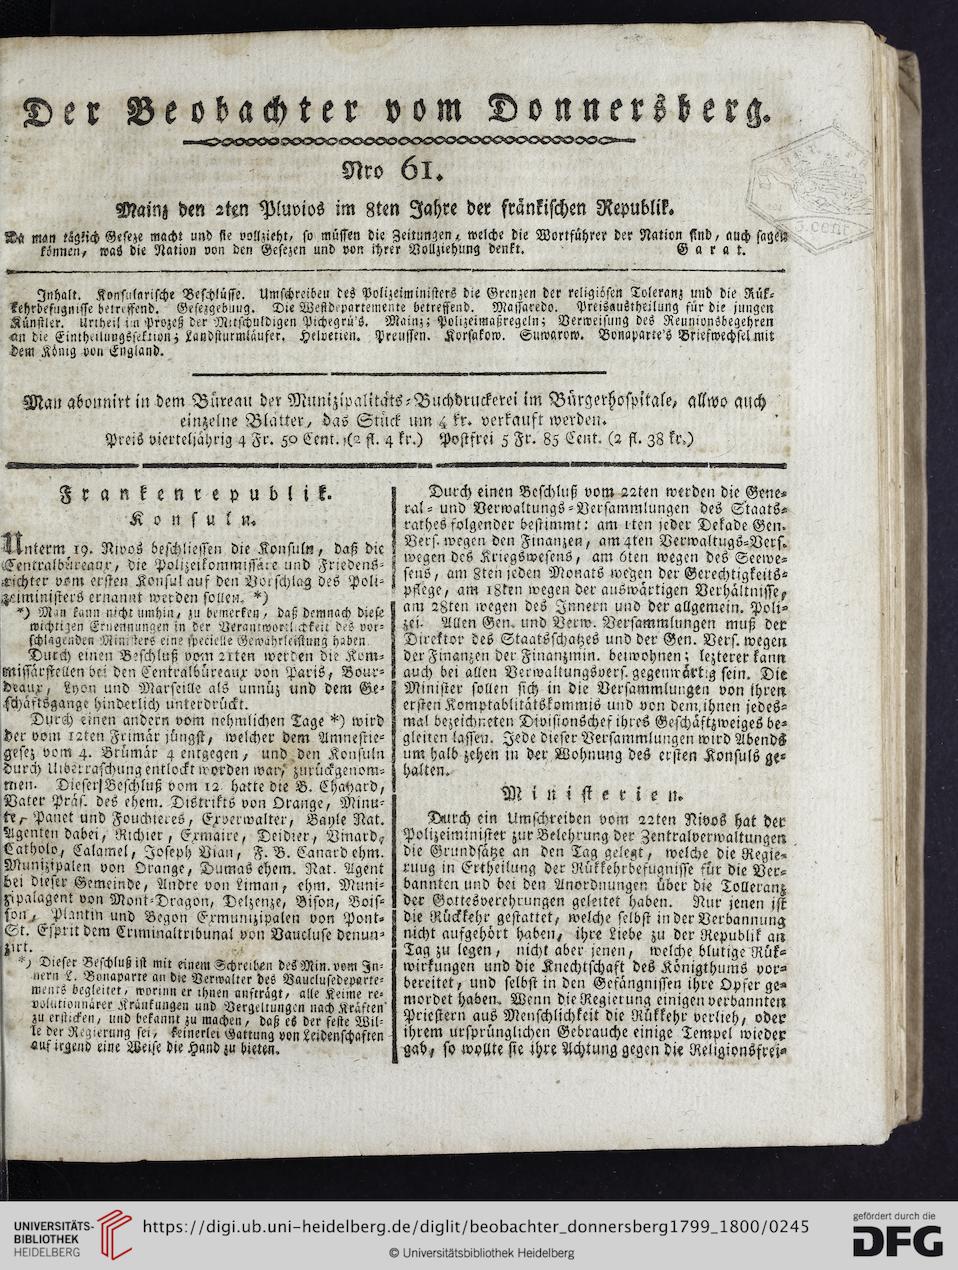 Der Beobachter vom Donnersberg.
Nro 61.
Mainz den 2ten Pluvios im 8ten Jahre der fränkischen Republik.
Da man täglich Geseze macht und sie vollzieht, so müssen die Zeitungen, welche die Wortführer der Nation sind, auch sagen
können, was die Nation von den Gesezen und von ihrer Vollziehung denkt. Garat.
Inhalt. Konsularische Beschlüsse. Umschreiben des Polizeiministers die Grenzen der religiösen Toleranz und die Rük-
kehrbefugnisse betreffend. Gesezgebung. Die Westdepartemente betreffend. Massaredo. Preisaustheilung für die jungen
Künstler. Urtheil im Prozeß der Mitschuldigen Pichegrü's. Mainz; Polizeimaßregeln; Verweisung des Reunionsbegehren
an die Eintheilungssektion; Landsturmläufer. Helvetien. Preussen. Korsakow. Suwarow. Bonaparte's Briefwechsel mit
dem König von England.
Man abonnirt in dem Büreau der Munizipalitäts-Buchdruckerei im Bürgerhospitale, allwo auch
einzelne Blätter, das Stück um 4 kr. verkauft werden.
Preis vierteljährig 4 Fr. 50 Cent. (2 fl. 4 kr.) Postfrei 5 Fr. 85 Cent. (2 fl. 38 kr.)
Frankenrepublik.
Konsuln.
Unterm 19. Nivos beschliessen die Konsuln, daß die
Centralbüreaux, die Polizeikommissäre und Friedens-
richter vom ersten Konsul auf den Vorschlag des Poli-
zeiministers ernannt werden sollen. *)
*) Man kann nicht umhin, zu bemerken, daß demnach diese
wichtigen Ernennungen in der Verantwortlichkeit des vor-
schlagenden Ministers eine specielle Gewährleistung haben
Durch einen Beschluß vom 21ten werden die Kom-
missärstellen bei den Centralbüreaux von Paris, Bour-
deaux, Lyon und Marseille als unnüz und dem Ge-
schäftsgange hinderlich unterdrückt.
Durch einen andern vom nehmlichen Tage *) wird
der vom 12ten Frimär jüngst, welcher dem Amnestie-
gesez vom 4. Brümär 4 entgegen, und den Konsuln
durch Uiberraschung entlockt worden war, zurückgenom-
men. Dieser Beschluß vom 12 hatte die B. Chabard,
Vater Präs. des ehem. Distrikts von Orange, Minu-
te, Panet und Fouchieres, Exverwalter, Bayle Nat.
Agenten dabei, Richier, Exmaire, Deidier, Vinard,
Catholo, Calamel, Joseph Vian, F. B. Canard ehm.
Munizipalen von Orange, Dumas ehem. Nat. Agent
bei dieser Gemeinde, Andre von Liman, ehm. Muni-
zipalagent von Mont-Dragon, Delzenze, Bison, Bois-
son, Plantin und Begon Exmunizipalen von Pont-
St. Esprit dem Criminaltribunal von Vaucluse denun-
zirt.
*) Dieser Beschluß ist mit einem Schreiben des Min. vom In-
nern L. Bonaparte an die Verwalter des Vauclusedeparte-
ments begleitet, worinn er ihnen aufträgt, alle Keime re-
volutionnärer Kränkungen und Vergeltungen nach Kräften
zu ersticken, und bekannt zu machen, daß es der feste Wil-
le der Regierung sei, keinerlei Gattung von Leidenschaften
auf irgend eine Weise die Hand zu bieten.
Durch einen Beschluß vom 22ten werden die Gene-
ral- und Verwaltungs-Versammlungen des Staats-
rathes folgender bestimmt: am 1ten jeder Dekade Gen.
Vers. wegen den Finanzen, am 4ten Verwaltugs-Vers.
wegen des Kriegswesens, am 6ten wegen des Seewe-
sens, am 8ten jeden Monats wegen der Gerechtigkeits-
pflege, am 18ten wegen der auswärtigen Verhältnisse,
am 28ten wegen des Innern und der allgemein. Poli-
zei. Allen Gen. und Verw. Versammlungen muß der
Direktor des Staatsschatzes und der Gen. Vers. wegen
der Finanzen der Finanzmin. beiwohnen; lezterer kann
auch bei allen Verwaltungsvers. gegenwärtig sein. Die
Minister sollen sich in die Versammlungen von ihren
ersten Komptablitätskommis und von dem, ihnen jedes-
mal bezeichneten Divisionschef ihres Geschäftzweiges be-
gleiten lassen. Jede dieser Versammlungen wird Abends
um halb zehen in der Wohnung des ersten Konsuls ge-
halten.
Ministerien.
Durch ein Umschreiben vom 22ten Nivos hat der
Polizeiminister zur Belehrung der Zentralverwaltungen
die Grundsätze an den Tag gelegt, welche die Regie-
rung in Ertheilung der Rükkehrbefugnisse für die Ver-
bannten und bei den Anordnungen über die Tolleranz
der Gottesverehrungen geleitet haben. Nur jenen ist
die Rückkehr gestattet, welche selbst in der Verbannung
nicht aufgehört haben, ihre Liebe zu der Republik an
Tag zu legen, nicht aber jenen, welche blutige Rük-
wirkungen und die Knechtschaft des Königthums vor-
bereitet, und selbst in den Gefängnissen ihre Opfer ge-
mordet haben. Wenn die Regierung einigen verbannten
Priestern aus Menschlichkeit die Rükkehr verlieh, oder
ihrem ursprünglichen Gebrauche einige Tempel wieder
gab, so wollte sie ihre Achtung gegen die Religionsfrei-
UNIVERSITÄTS-
BIBLIOTHEK
HEIDELBERG
https://digi.ub.uni-heidelberg.de/diglit/beobachter_donnersberg1799_1800/0245
© Universitätsbibliothek Heidelberg
gefördert durch die
DFG